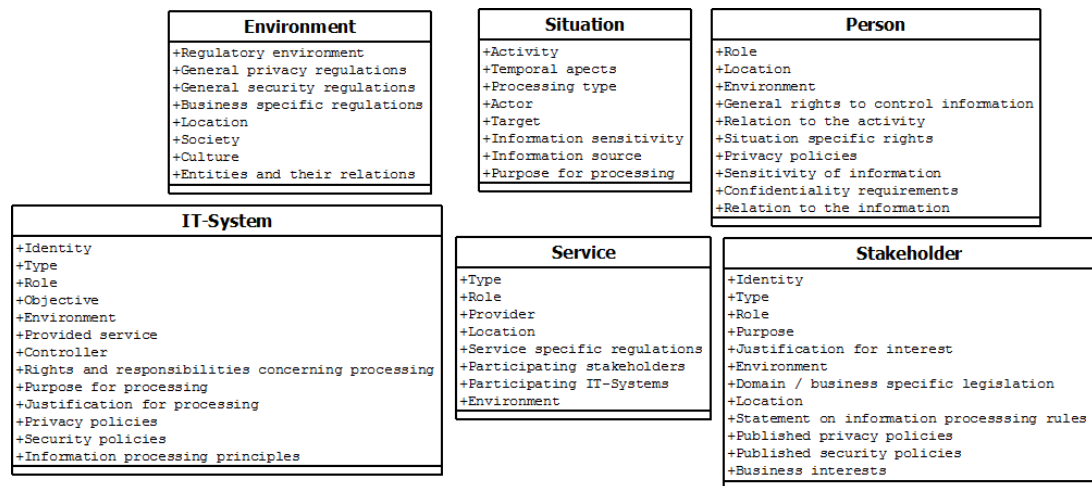 Environment
+Regulatory environment
+General privacy regulations
+General security regulations
+Business specific regulations
+Location
+Society
+Culture
+Entities and their relations
Situation
+Activity
+Temporal apects
+Processing type
+Actor
+Target
+Information sensitivity
+Information source
+Purpose for processing
Person
+Role
+Location
+Environment
+General rights to control information
+Relation to the activity
+Situation specific rights
+Privacy policies
+Sensitivity of information
+Confidentiality requirements
+Relation to the information
IT-System
+Identity
+Type
+Role
+Objective
+Environment
+Provided service
+Controller
+Rights and responsibilities concerning processing
+Purpose for processing
+Justification for processing
+Privacy policies
+Security policies
+Information processing principles
Service
+Type
+Role
+Provider
+Location
+Service specific regulations
+Participating stakeholders
+Participating IT-Systems
+Environment
Stakeholder
+Identity
+Type
+Role
+Purpose
+Justification for interest
+Environment
+Domain / business specific legislation
+Location
+Statement on information processsing rules
+Published privacy policies
+Published security policies
+Business interests